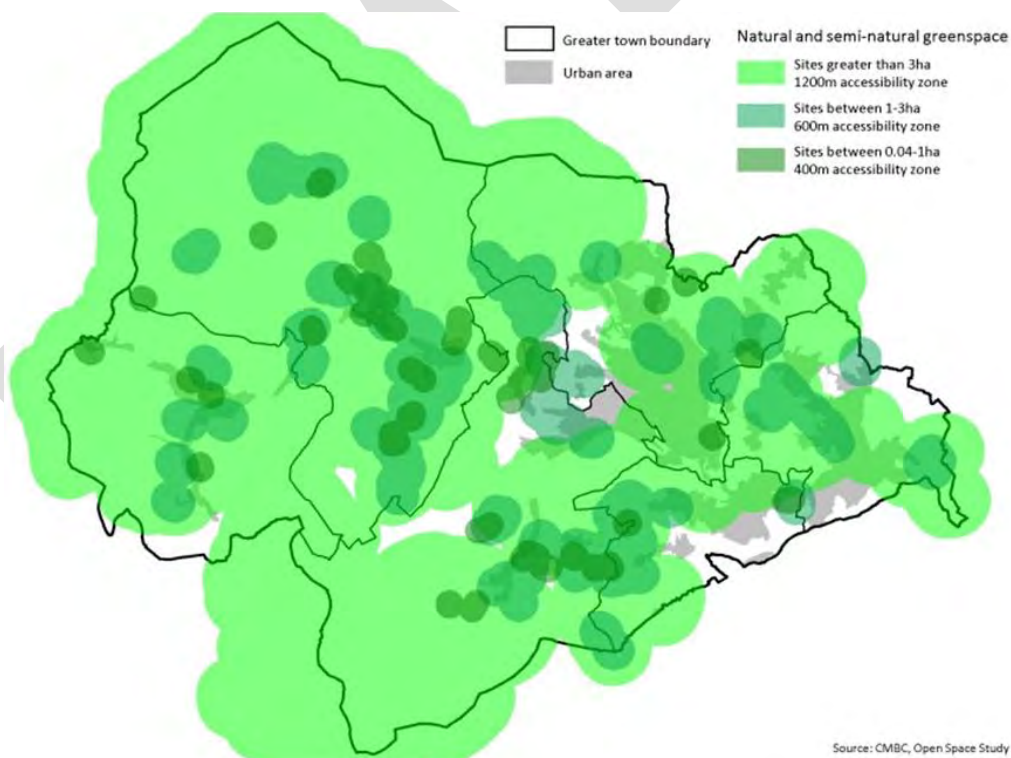 Greater town boundary
Urban area
Natural and semi-natural greenspace
Sites greater than 3ha
1200m accessibility zone
Sites between 1-3ha
600m accessibility zone
Sites between 0.04-1ha
400m accessibility zone
Source: CMBC, Open Space Study